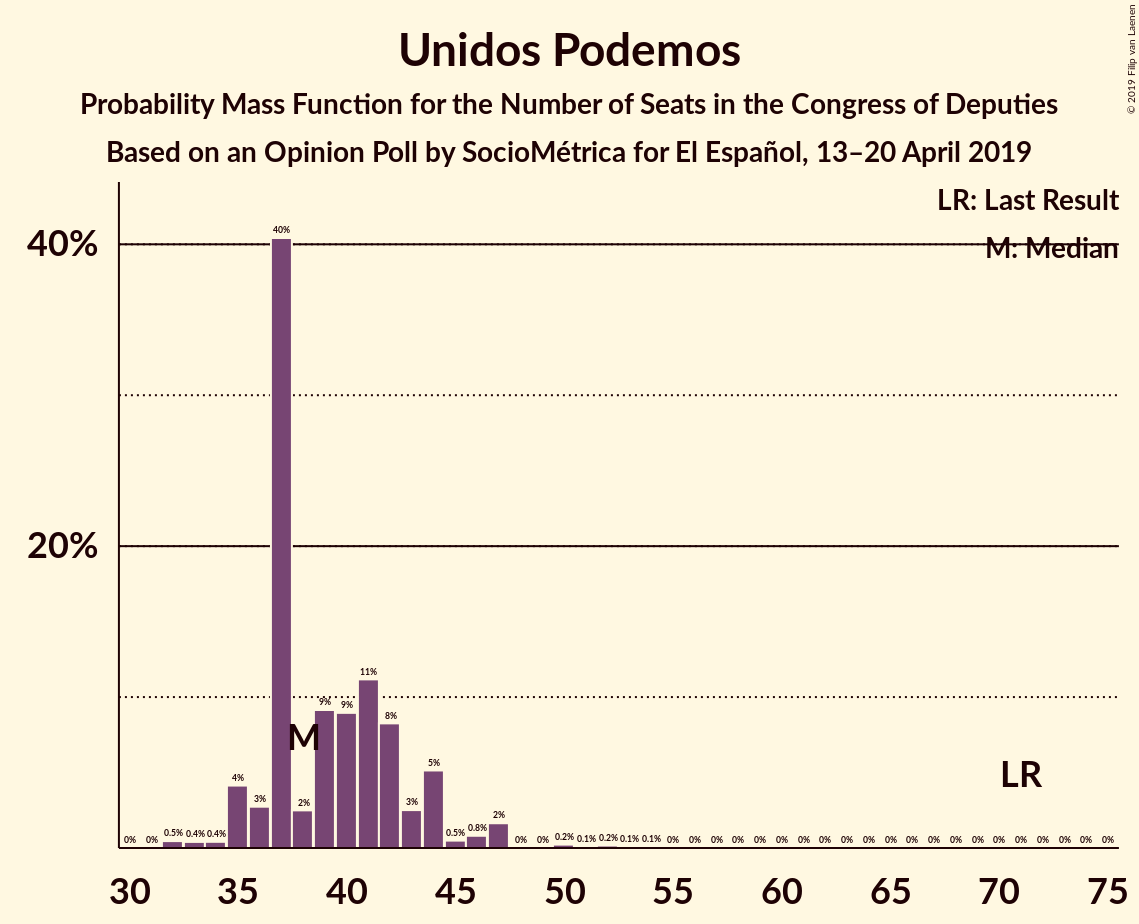 © 2019 Filip van Laenen
Unidos Podemos
Probability Mass Function for the Number of Seats in the Congress of Deputies
Based on an Opinion Poll by SocioMétrica for El Español, 13–20 April 2019
LR: Last Result
M: Median
40%
20%
0% 0% 0.5% 0.4% 0.4% 4% 3% 40% 2% 9% 9% 11% 8% 3% 5% 0.5% 0.8% 2% 0% 0% 0.2% 0.1% 0.2% 0.1% 0.1% 0% 0% 0% 0% 0% 0% 0% 0% 0% 0% 0% 0% 0% 0% 0% 0% 0% 0% 0% 0% 0%
M
LR
30 35 40 45 50 55 60 65 70 75